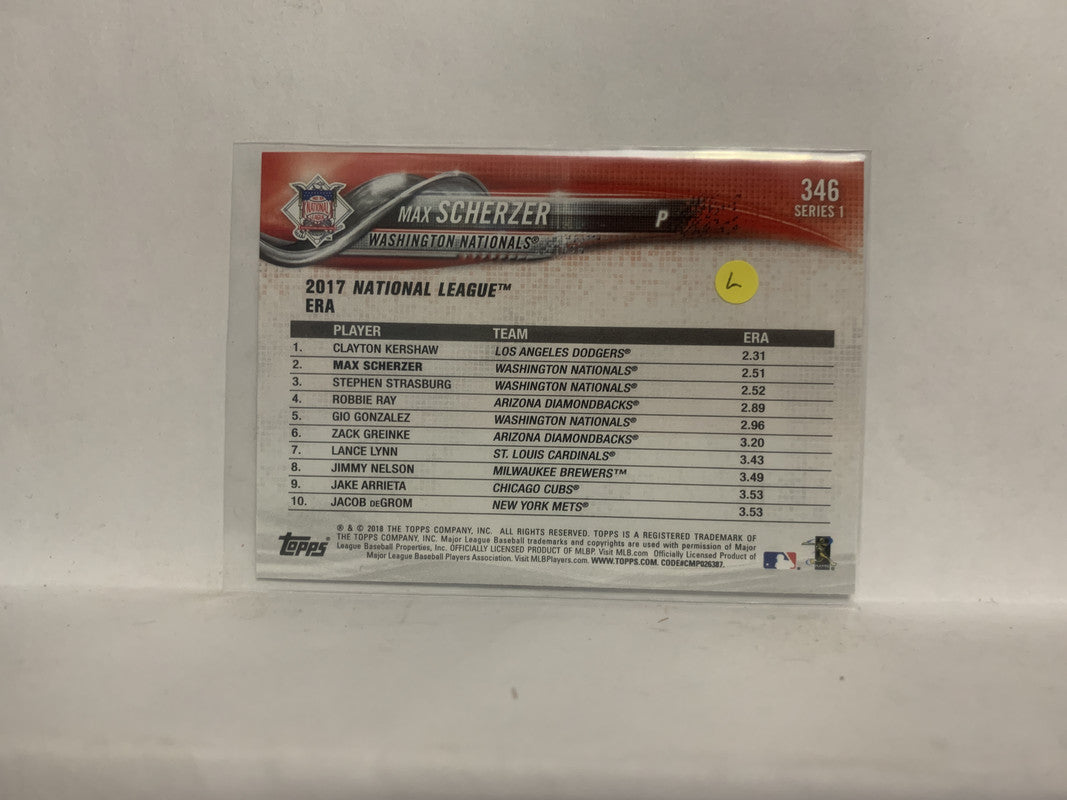 346
SERIES 1
NATIONAL
MAX SCHERZER P
WASHINGTON NATIONALS®
L
2017 NATIONAL LEAGUE™
ERA
PLAYER TEAM ERA
1. CLAYTON KERSHAW LOS ANGELES DODGERS® 2.31
2. MAX SCHERZER WASHINGTON NATIONALS® 2.51
3. STEPHEN STRASBURG WASHINGTON NATIONALS® 2.52
4. ROBBIE RAY ARIZONA DIAMONDBACKS® 2.89
5. GIO GONZALEZ WASHINGTON NATIONALS® 2.96
6. ZACK GREINKE ARIZONA DIAMONDBACKS® 3.20
7. LANCE LYNN ST. LOUIS CARDINALS® 3.43
8. JIMMY NELSON MILWAUKEE BREWERS™ 3.49
9. JAKE ARRIETA CHICAGO CUBS® 3.53
10. JACOB DEGROM NEW YORK METS® 3.53
Topps®
® & © 2018 THE TOPPS COMPANY, INC. ALL RIGHTS RESERVED. TOPPS IS A REGISTERED TRADEMARK OF
THE TOPPS COMPANY, INC. Major League Baseball trademarks and copyrights are used with permission of Major
League Baseball Properties, Inc. OFFICIALLY LICENSED PRODUCT OF MLBP. Visit MLB.com Officially Licensed Product of
Major League Baseball Players Association. Visit MLBPlayers.com. WWW.TOPPS.COM. CODE#CMP026387.